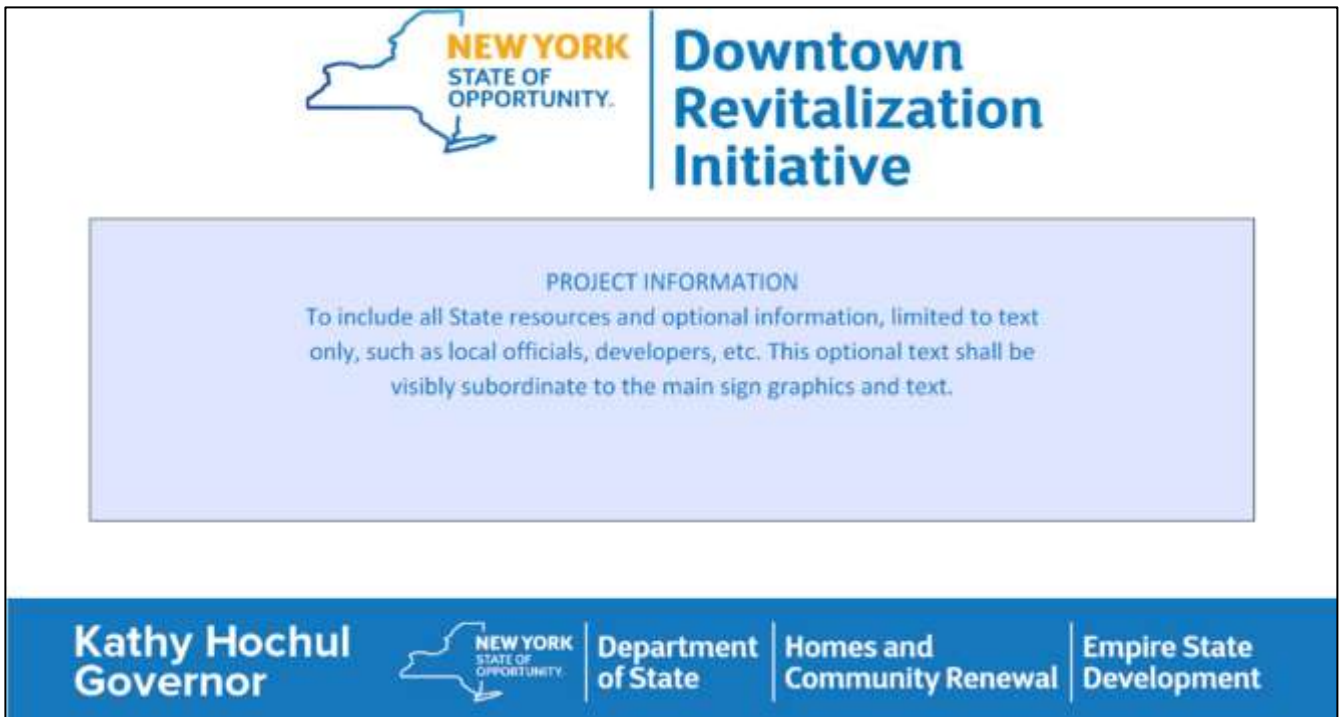 NEW YORK
STATE OF
OPPORTUNITY.
Downtown
Revitalization
Initiative
PROJECT INFORMATION
To include all State resources and optional information, limited to text
only, such as local officials, developers, etc. This optional text shall be
visibly subordinate to the main sign graphics and text.
Kathy Hochul
Governor
NEW YORK
STATE OF
OPPORTUNITY.
Department
of State
Homes and
Community Renewal
Empire State
Development